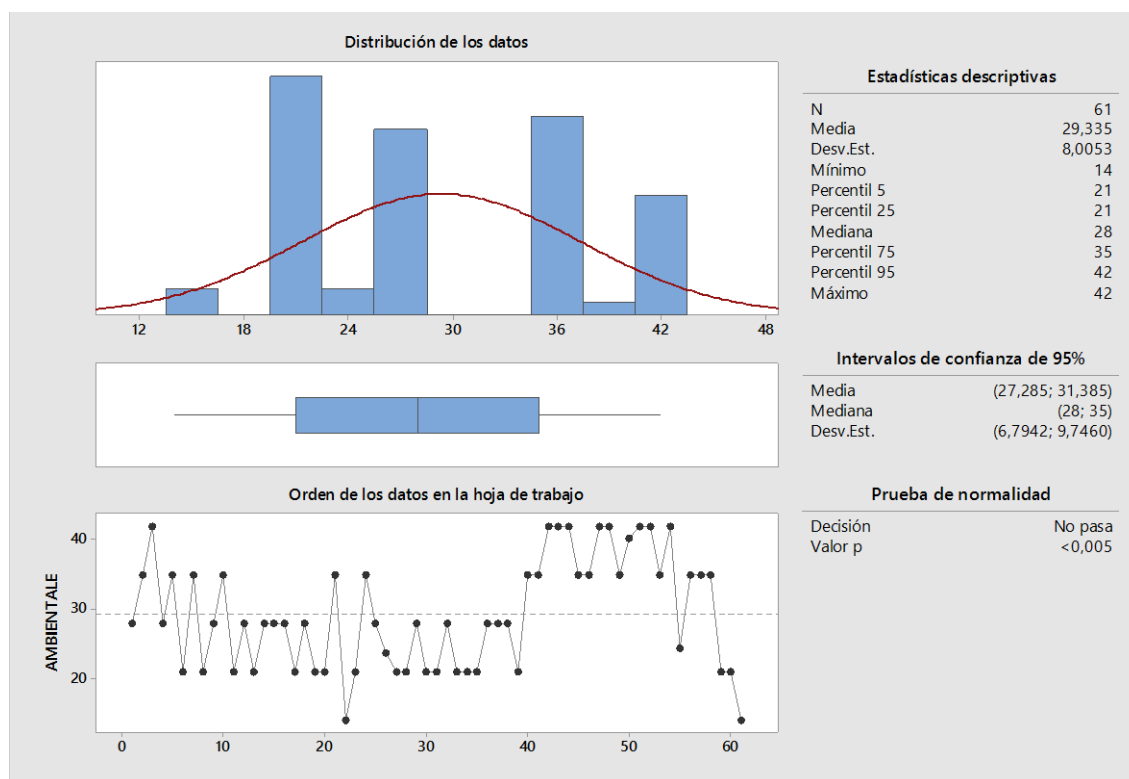 Distribución de los datos
12 18 24 30 36 42 48
Estadísticas descriptivas
N 61
Media 29,335
Desv.Est. 8,0053
Mínimo 14
Percentil 5 21
Percentil 25 21
Mediana 28
Percentil 75 35
Percentil 95 42
Máximo 42
Intervalos de confianza de 95%
Media (27,285; 31,385)
Mediana (28; 35)
Desv.Est. (6,7942; 9,7460)
Orden de los datos en la hoja de trabajo
AMBIENTALE
40
30
20
0 10 20 30 40 50 60
Prueba de normalidad
Decisión No pasa
Valor p <0,005